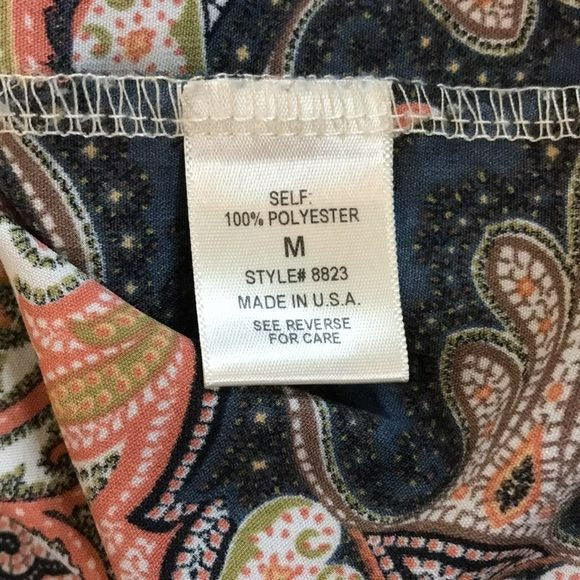 SELF:
100% POLYESTER
M
STYLE# 8823
MADE IN U.S.A.
SEE REVERSE
FOR CARE